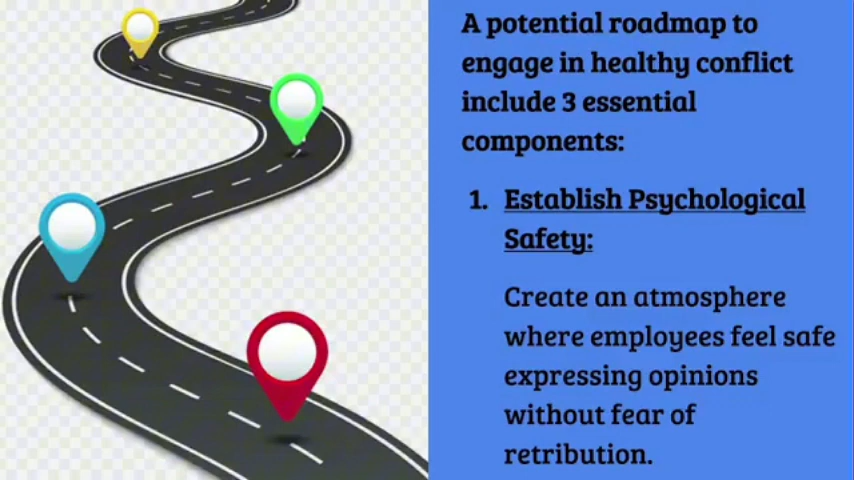 A potential roadmap to
engage in healthy conflict
include 3 essential
components:
1. Establish Psychological
Safety:
Create an atmosphere
where employees feel safe
expressing opinions
without fear of
retribution.